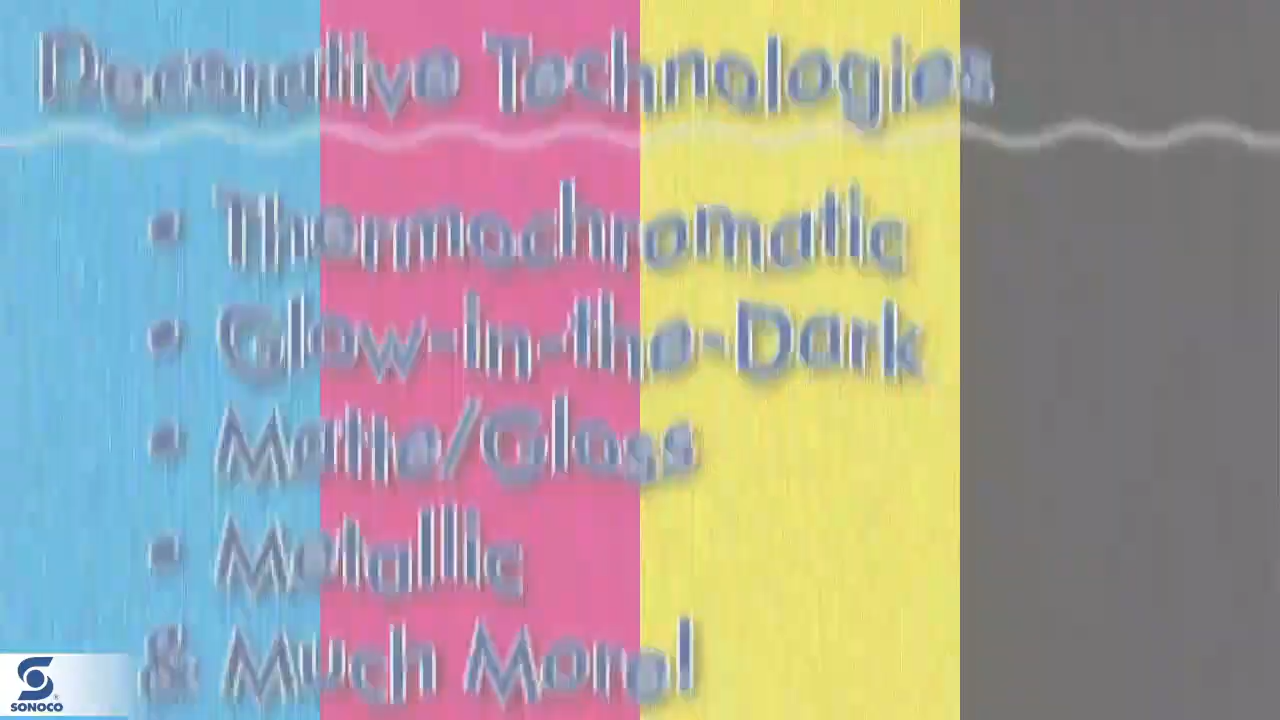 Decorative Technologies
• Thermochromatic
• Glow-In-the-Dark
• Matte/Gloss
• Metallic
& Much More!
SONOCO